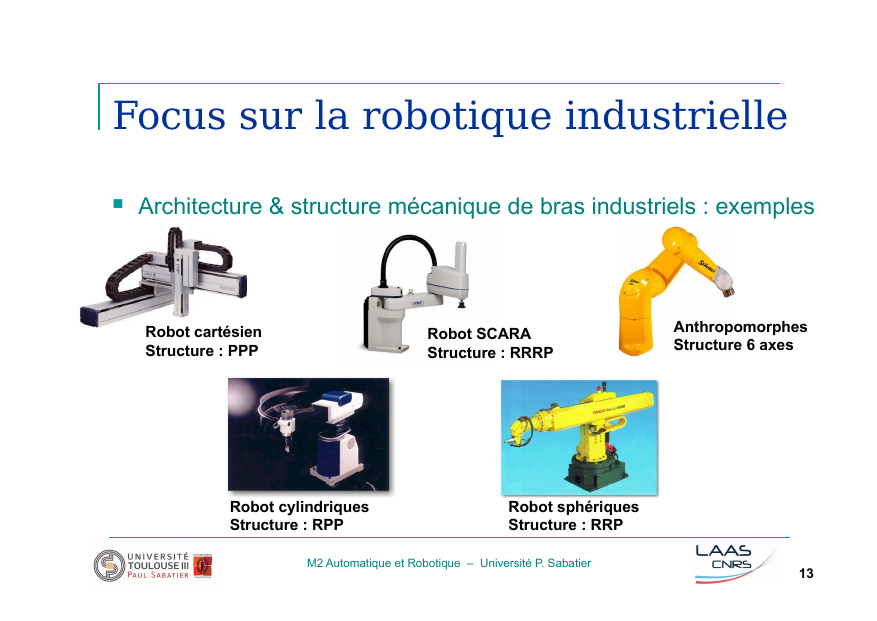 Focus sur la robotique industrielle
Architecture & structure mécanique de bras industriels : exemples
Robot cartésien
Structure : PPP
Robot SCARA
Structure : RRRP
Anthropomorphes
Structure 6 axes
Robot cylindriques
Structure : RPP
Robot sphériques
Structure : RRP
UNIVERSITÉ
TOULOUSE III
PAUL SABATIER
M2 Automatique et Robotique – Université P. Sabatier
LAAS
CNRS
13